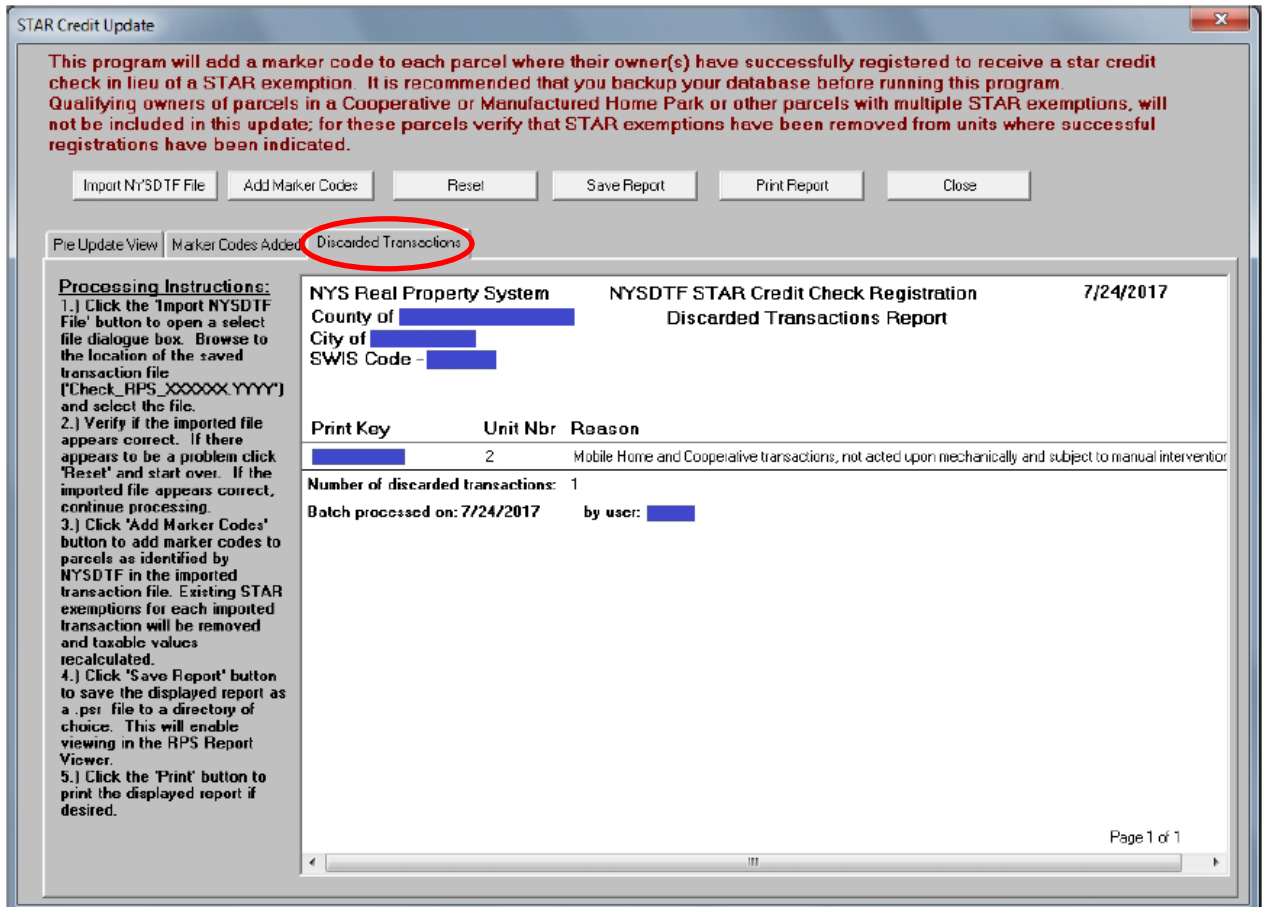 STAR Credit Update
This program will add a marker code to each parcel where their owner(s) have successfully registered to receive a star credit
check in lieu of a STAR exemption. It is recommended that you backup your database before running this program.
Qualifying owners of parcels in a Cooperative or Manufactured Home Park or other parcels with multiple STAR exemptions, will
not be included in this update; for these parcels verify that STAR exemptions have been removed from units where successful
registrations have been indicated.
Import NYSDTF File Add Marker Codes Reset Save Report Print Report Close
Pre Update View Marker Codes Added Discarded Transactions
Processing Instructions:
1.) Click the 'Import NYSDTF
File' button to open a select
file dialogue box. Browse to
the location of the saved
transaction file
('Check_RPS_XXXXXX.YYYY')
and select the file.
2.) Verify if the imported file
appears correct. If there
appears to be a problem click
'Reset' and start over. If the
imported file appears correct,
continue processing.
3.) Click 'Add Marker Codes'
button to add marker codes to
parcels as identified by
NYSDTF in the imported
transaction file. Existing STAR
exemptions for each imported
transaction will be removed
and taxable values
recalculated.
4.) Click 'Save Report' button
to save the displayed report as
a .psr file to a directory of
choice. This will enable
viewing in the RPS Report
Viewer.
5.) Click the 'Print' button to
print the displayed report if
desired.
NYS Real Property System NYSDTF STAR Credit Check Registration 7/24/2017
County of Discarded Transactions Report
City of
SWIS Code -
Print Key Unit Nbr Reason
2 Mobile Home and Cooperative transactions, not acted upon mechanically and subject to manual intervention
Number of discarded transactions: 1
Batch processed on: 7/24/2017 by user:
Page 1 of 1